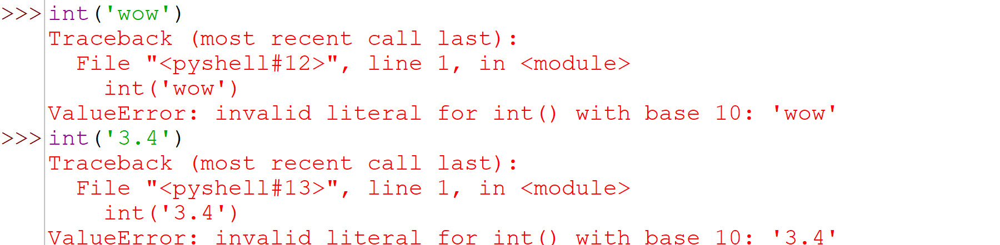 >>> int('wow')
Traceback (most recent call last):
  File "<pyshell#12>", line 1, in <module>
    int('wow')
ValueError: invalid literal for int() with base 10: 'wow'
>>> int('3.4')
Traceback (most recent call last):
  File "<pyshell#13>", line 1, in <module>
    int('3.4')
ValueError: invalid literal for int() with base 10: '3.4'